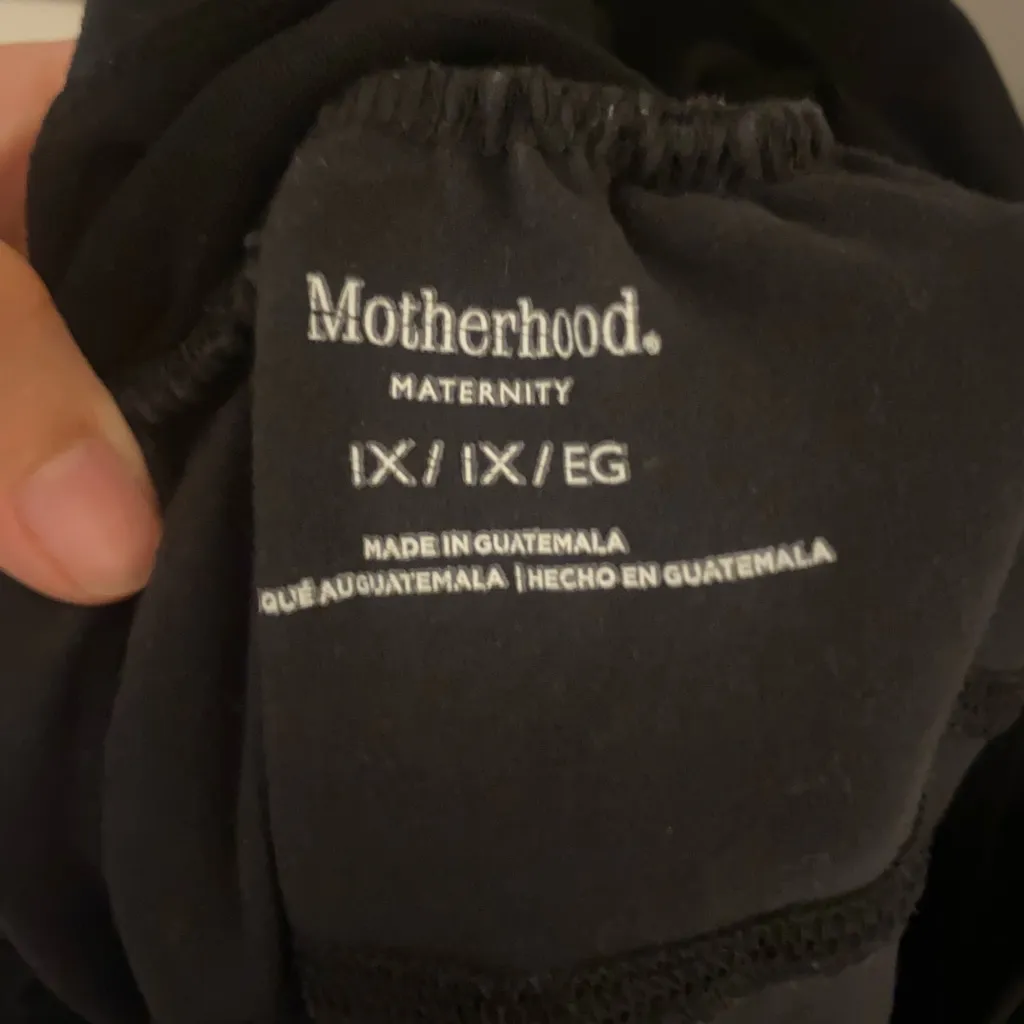 Motherhood®
MATERNITY
1X/ 1X/EG
MADE IN GUATEMALA
QUÉ AU GUATEMALA | HECHO EN GUATEMALA